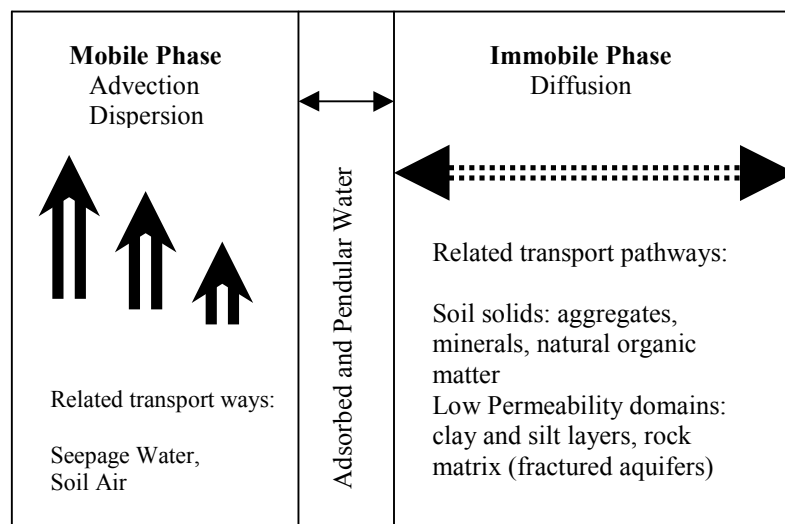 Mobile Phase
Advection
Dispersion
Related transport ways:
Seepage Water,
Soil Air
Adsorbed and Pendular Water
Immobile Phase
Diffusion
Related transport pathways:
Soil solids: aggregates,
minerals, natural organic
matter
Low Permeability domains:
clay and silt layers, rock
matrix (fractured aquifers)